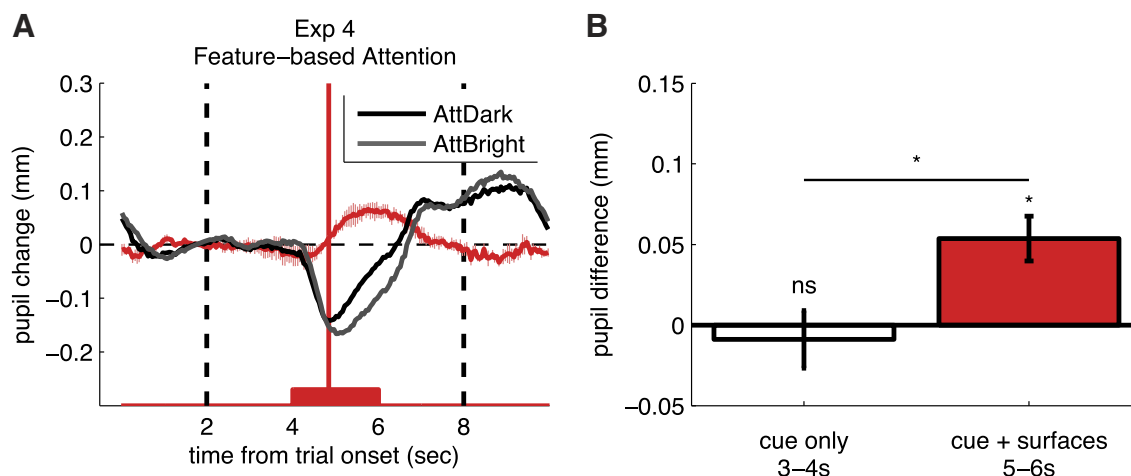 A
Exp 4
Feature–based Attention
0.3
0.2
0.1
0
−0.1
−0.2
pupil change (mm)
AttDark
AttBright
2
4
6
8
time from trial onset (sec)
B
0.15
0.1
0.05
0
−0.05
pupil difference (mm)
*
*
ns
cue only
3–4s
cue + surfaces
5–6s